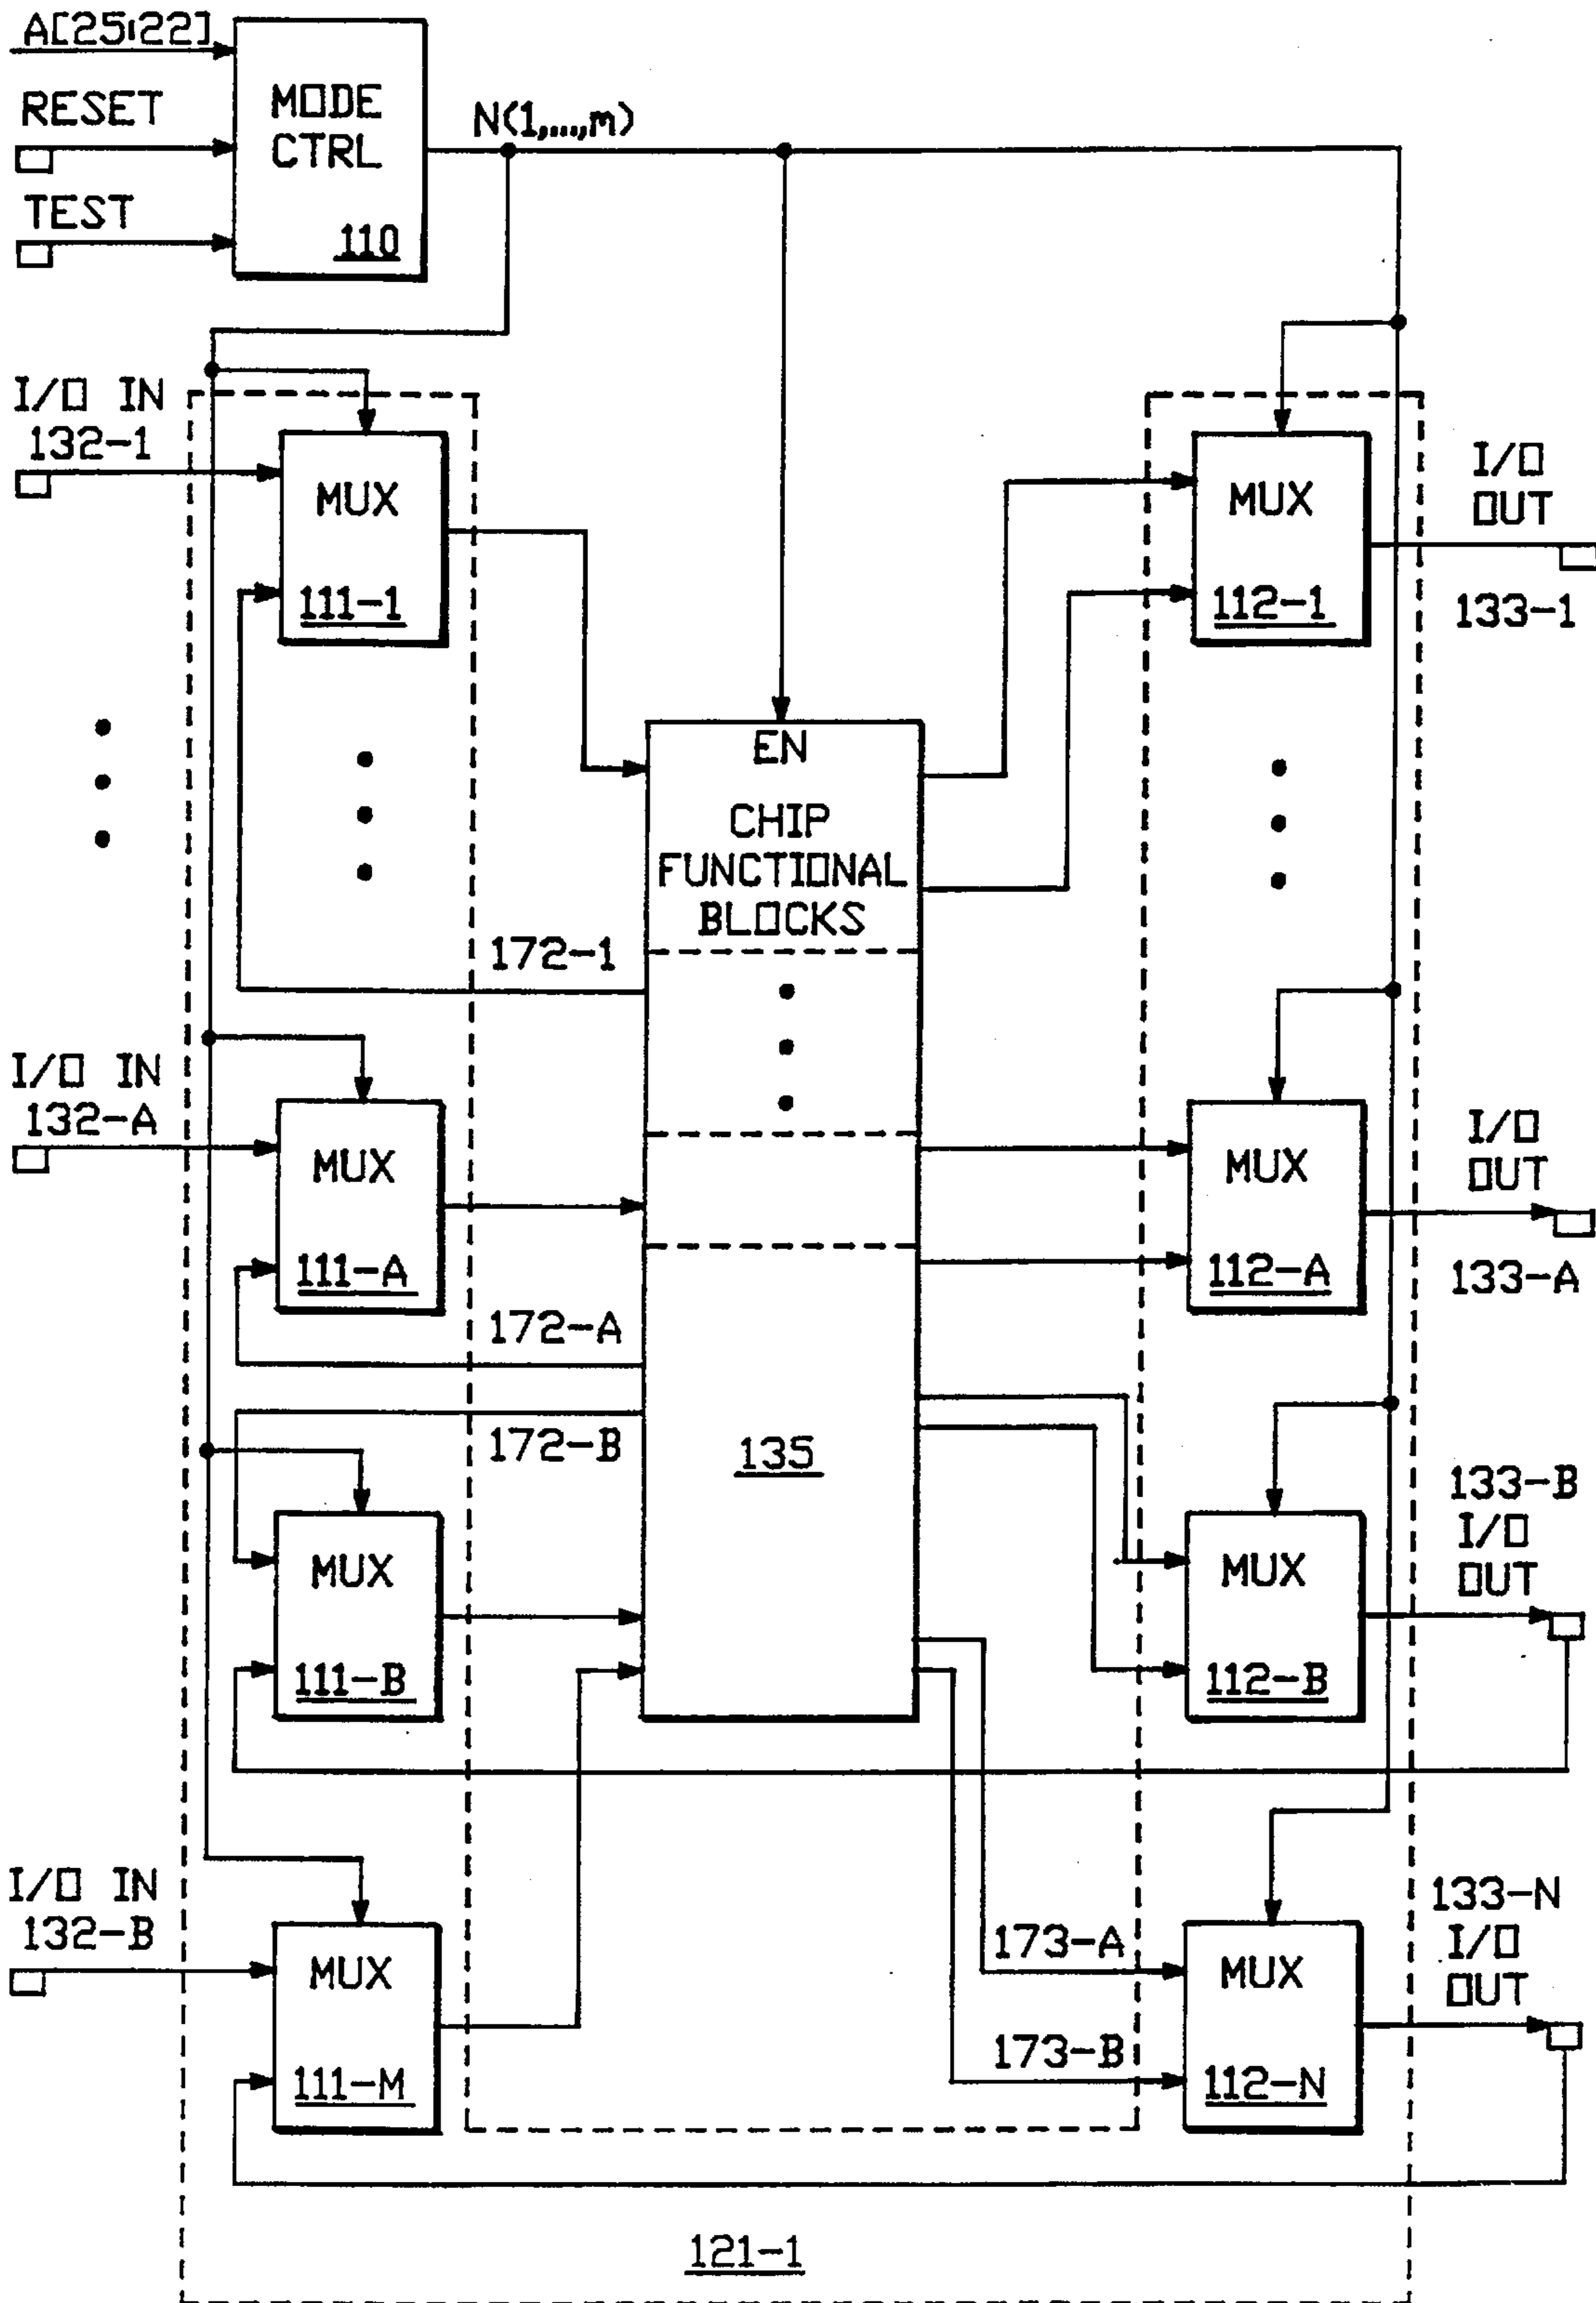 A[25:22]
RESET
TEST
MODE
CTRL
110
N(1,...,m)
I/O IN
132-1
MUX
111-1
MUX
112-1
I/O
OUT
133-1
EN
CHIP
FUNCTIONAL
BLOCKS
172-1
I/O IN
132-A
MUX
111-A
172-A
MUX
112-A
I/O
OUT
133-A
172-B
135
MUX
111-B
MUX
112-B
133-B
I/O
OUT
I/O IN
132-B
MUX
111-M
173-A
173-B
MUX
112-N
133-N
I/O
OUT
121-1